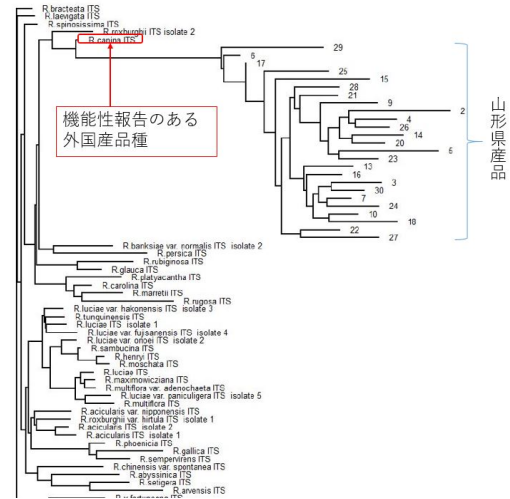 R.bracteata ITS
R.laevigata ITS
R.spinosissima ITS
R.roxburghii ITS isolate 2
R.canina ITS
29
6
17
25
15
28
21
9
2
4
26
14
20
5
23
13
16
3
30
7
24
10
18
22
27
機能性報告のある
外国産品種
山形県産品
R.banksiae var. normalis ITS isolate 2
R.persica ITS
R.rubiginosa ITS
R.glauca ITS
R.platyacantha ITS
R.carolina ITS
R.marretii ITS
R.rugosa ITS
R.luciae var. hakonensis ITS isolate 3
R.tunquinensis ITS
R.luciae ITS isolate 1
R.luciae var. fujisanensis ITS isolate 4
R.luciae var. onoei ITS isolate 2
R.sambucina ITS
R.henryi ITS
R.moschata ITS
R.luciae ITS
R.maximowicziana ITS
R.multiflora var. adenochaeta ITS
R.luciae var. paniculigera ITS isolate 5
R.multiflora ITS
R.acicularis var. nipponensis ITS
R.roxburghii var. hirtula ITS isolate 1
R.acicularis ITS isolate 2
R.acicularis ITS isolate 1
R.phoenicia ITS
R.gallica ITS
R.sempervirens ITS
R.chinensis var. spontanea ITS
R.abyssinica ITS
R.setigera ITS
R.arvensis ITS